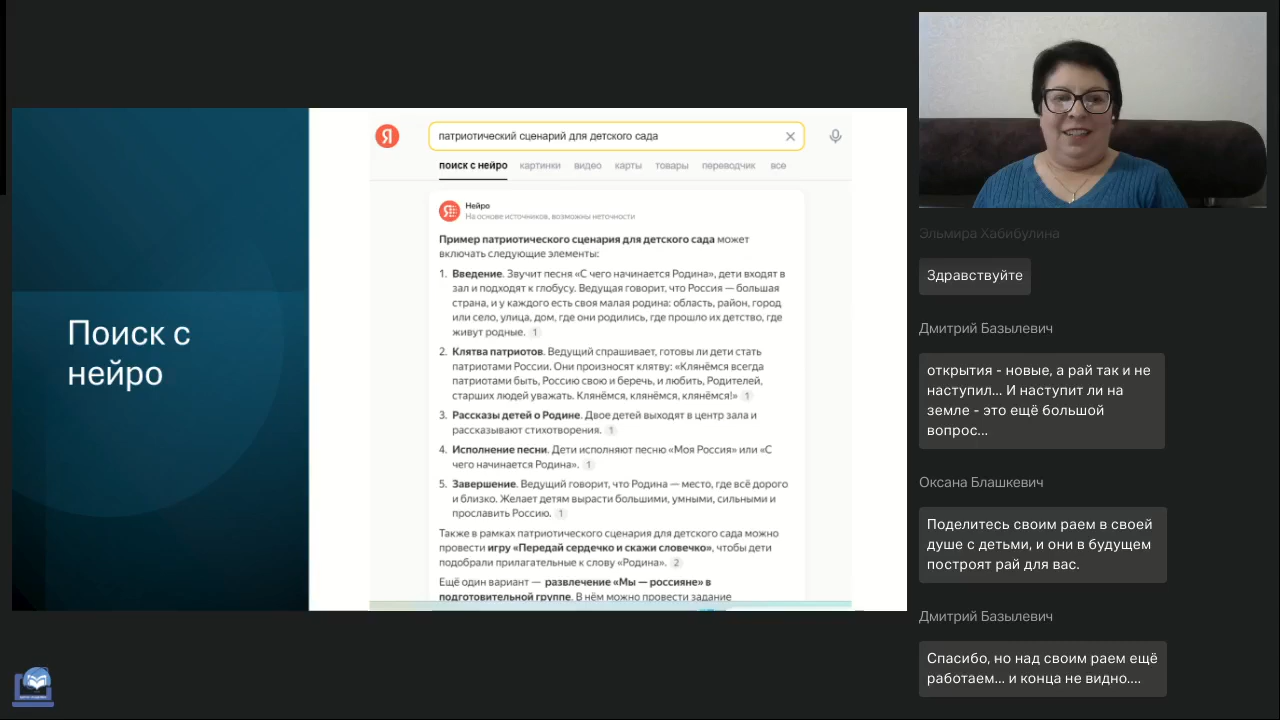 Поиск с
нейро
Я
патриотический сценарий для детского сада
поиск с нейро картинки видео карты товары переводчик все
Нейро
На основе источников, возможны неточности
Пример патриотического сценария для детского сада может
включать следующие элементы:
1. Введение. Звучит песня «С чего начинается Родина», дети входят в
зал и подходят к глобусу. Ведущая говорит, что Россия — большая
страна, и у каждого есть своя малая родина: область, район, город
или село, улица, дом, где они родились, где прошло их детство, где
живут родные. 1
2. Клятва патриотов. Ведущий спрашивает, готовы ли дети стать
патриотами России. Они произносят клятву: «Клянёмся всегда
патриотами быть, Россию свою и беречь, и любить, Родителей,
старших людей уважать. Клянёмся, клянёмся, клянёмся!» 1
3. Рассказы детей о Родине. Двое детей выходят в центр зала и
рассказывают стихотворения. 1
4. Исполнение песни. Дети исполняют песню «Моя Россия» или «С
чего начинается Родина». 1
5. Завершение. Ведущий говорит, что Родина — место, где всё дорого
и близко. Желает детям вырасти большими, умными, сильными и
прославить Россию. 1
Также в рамках патриотического сценария для детского сада можно
провести игру «Передай сердечко и скажи словечко», чтобы дети
подобрали прилагательные к слову «Родина». 2
Ещё один вариант — развлечение «Мы — россияне» в
подготовительной группе. В нём можно провести задание
Эльмира Хабибулина
Здравствуйте
Дмитрий Базылевич
открытия - новые, а рай так и не
наступил... И наступит ли на
земле - это ещё большой
вопрос...
Оксана Блашкевич
Поделитесь своим раем в своей
душе с детьми, и они в будущем
построят рай для вас.
Дмитрий Базылевич
Спасибо, но над своим раем ещё
работаем... и конца не видно....